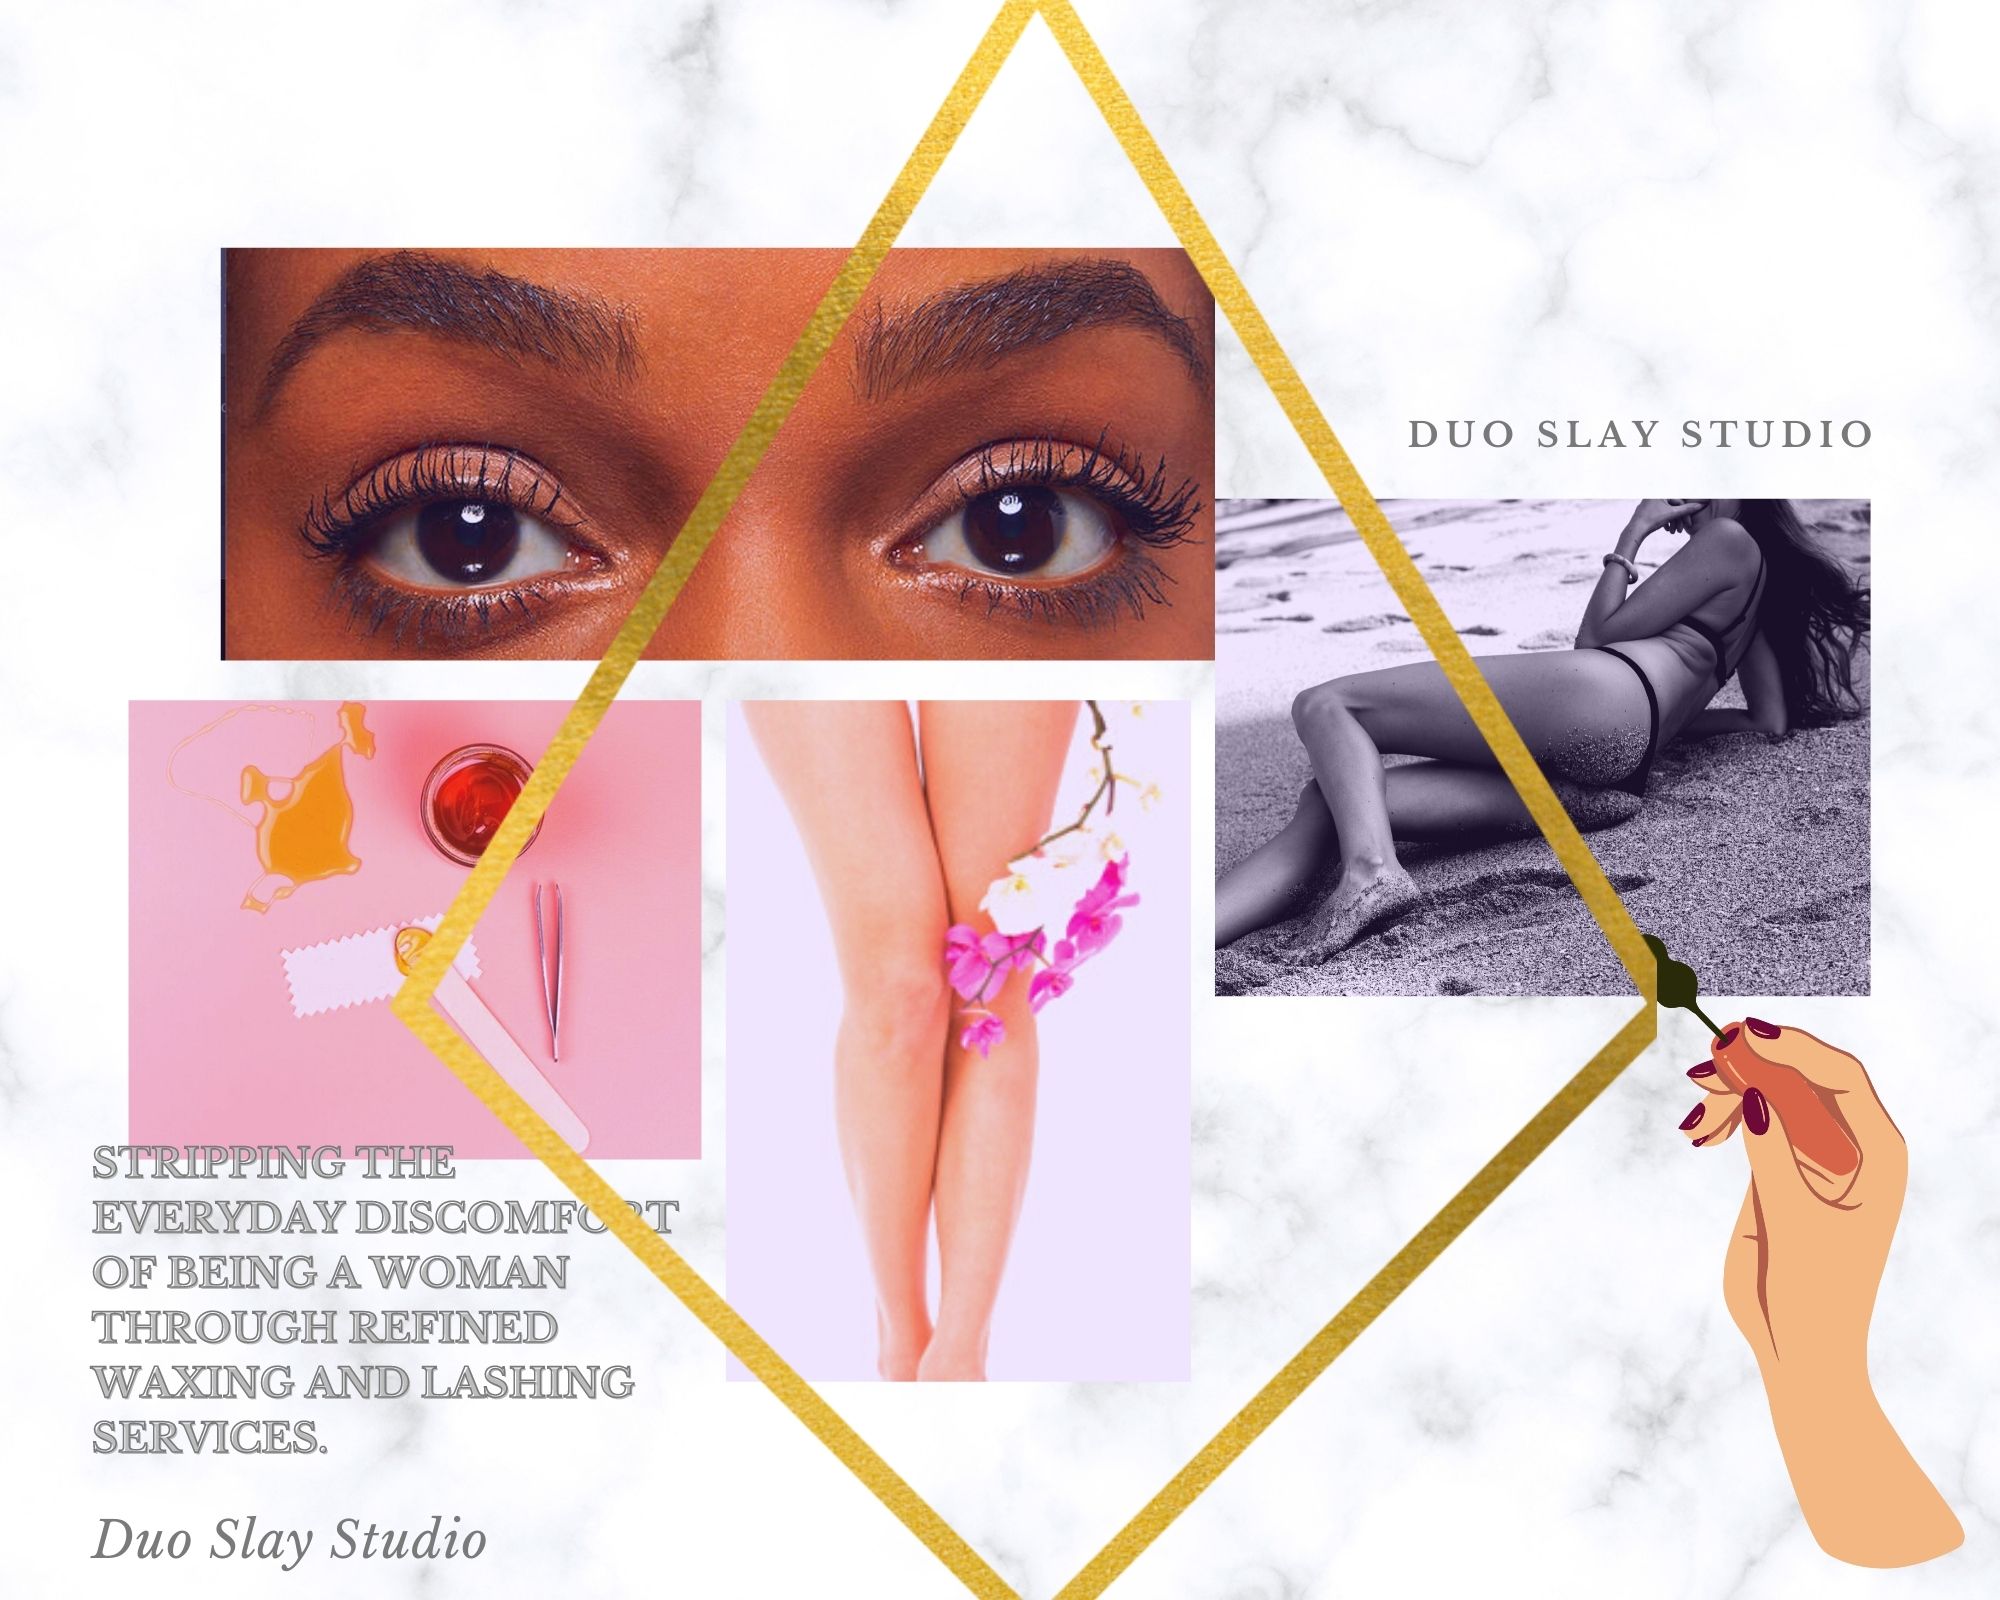 DUO SLAY STUDIO
STRIPPING THE
EVERYDAY DISCOMFORT
OF BEING A WOMAN
THROUGH REFINED
WAXING AND LASHING
SERVICES.
Duo Slay Studio